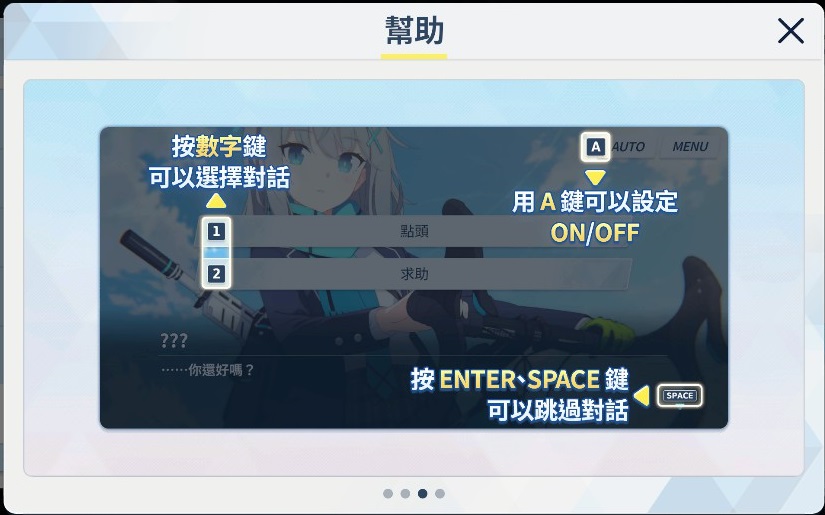 幫助
按數字鍵
可以選擇對話
A AUTO MENU
用 A 鍵可以設定
ON/OFF
1 點頭
2 求助
???
……你還好嗎？
按 ENTER、SPACE 鍵
可以跳過對話
SPACE